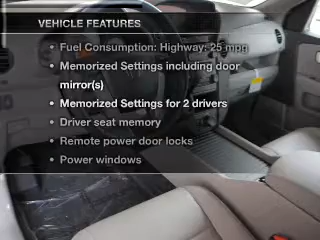 VEHICLE FEATURES
• Fuel Consumption: Highway: 25 mpg
• Memorized Settings including door
mirror(s)
• Memorized Settings for 2 drivers
• Driver seat memory
• Remote power door locks
• Power windows